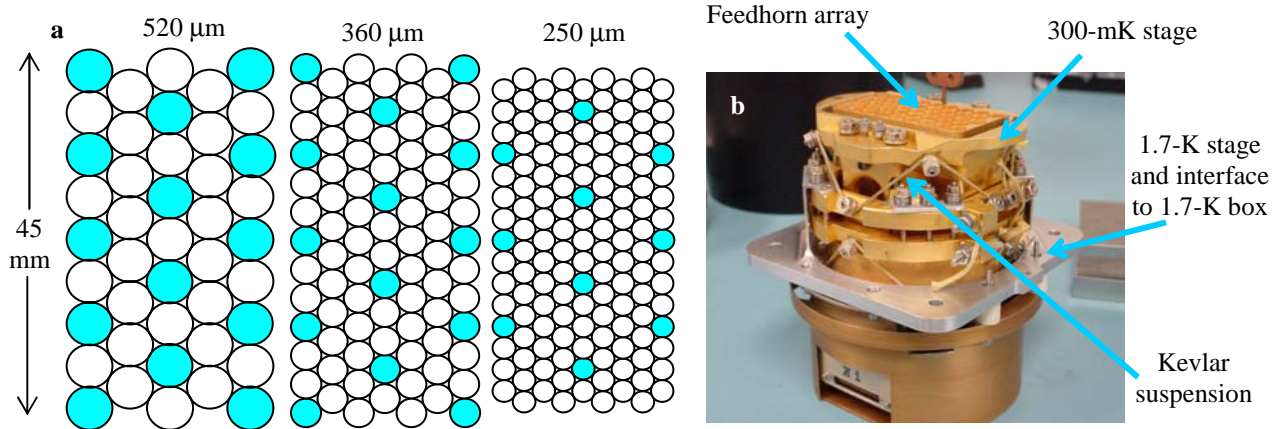 a
520 μm
360 μm
250 μm
45
mm
Feedhorn array
300-mK stage
b
1.7-K stage
and interface
to 1.7-K box
Kevlar
suspension